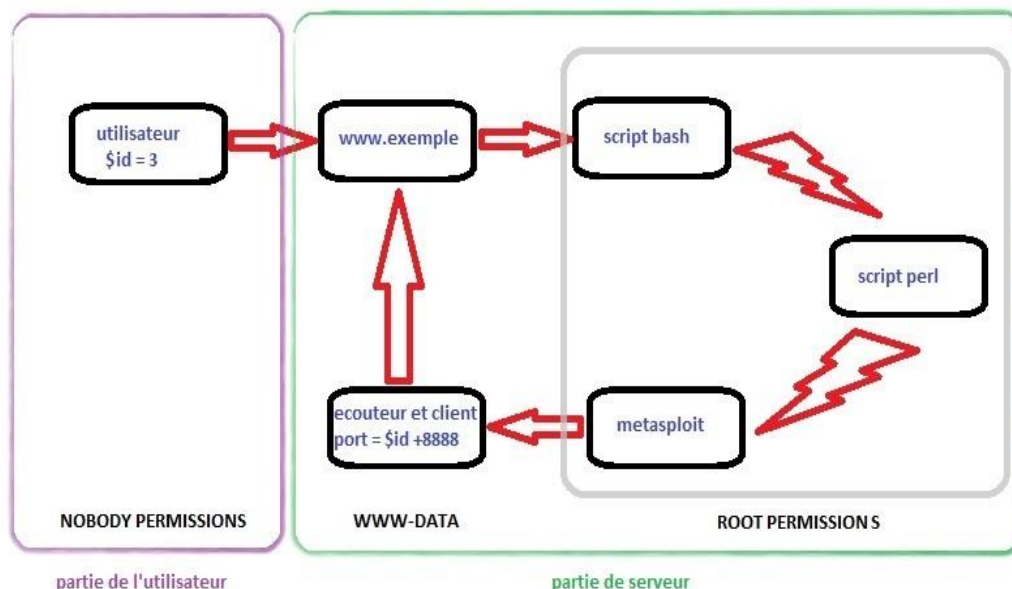 utilisateur
$id = 3
www.exemple
script bash
script perl
ecouteur et client
port = $id +8888
metasploit
NOBODY PERMISSIONS
WWW-DATA
ROOT PERMISSION S
partie de l'utilisateur
partie de serveur